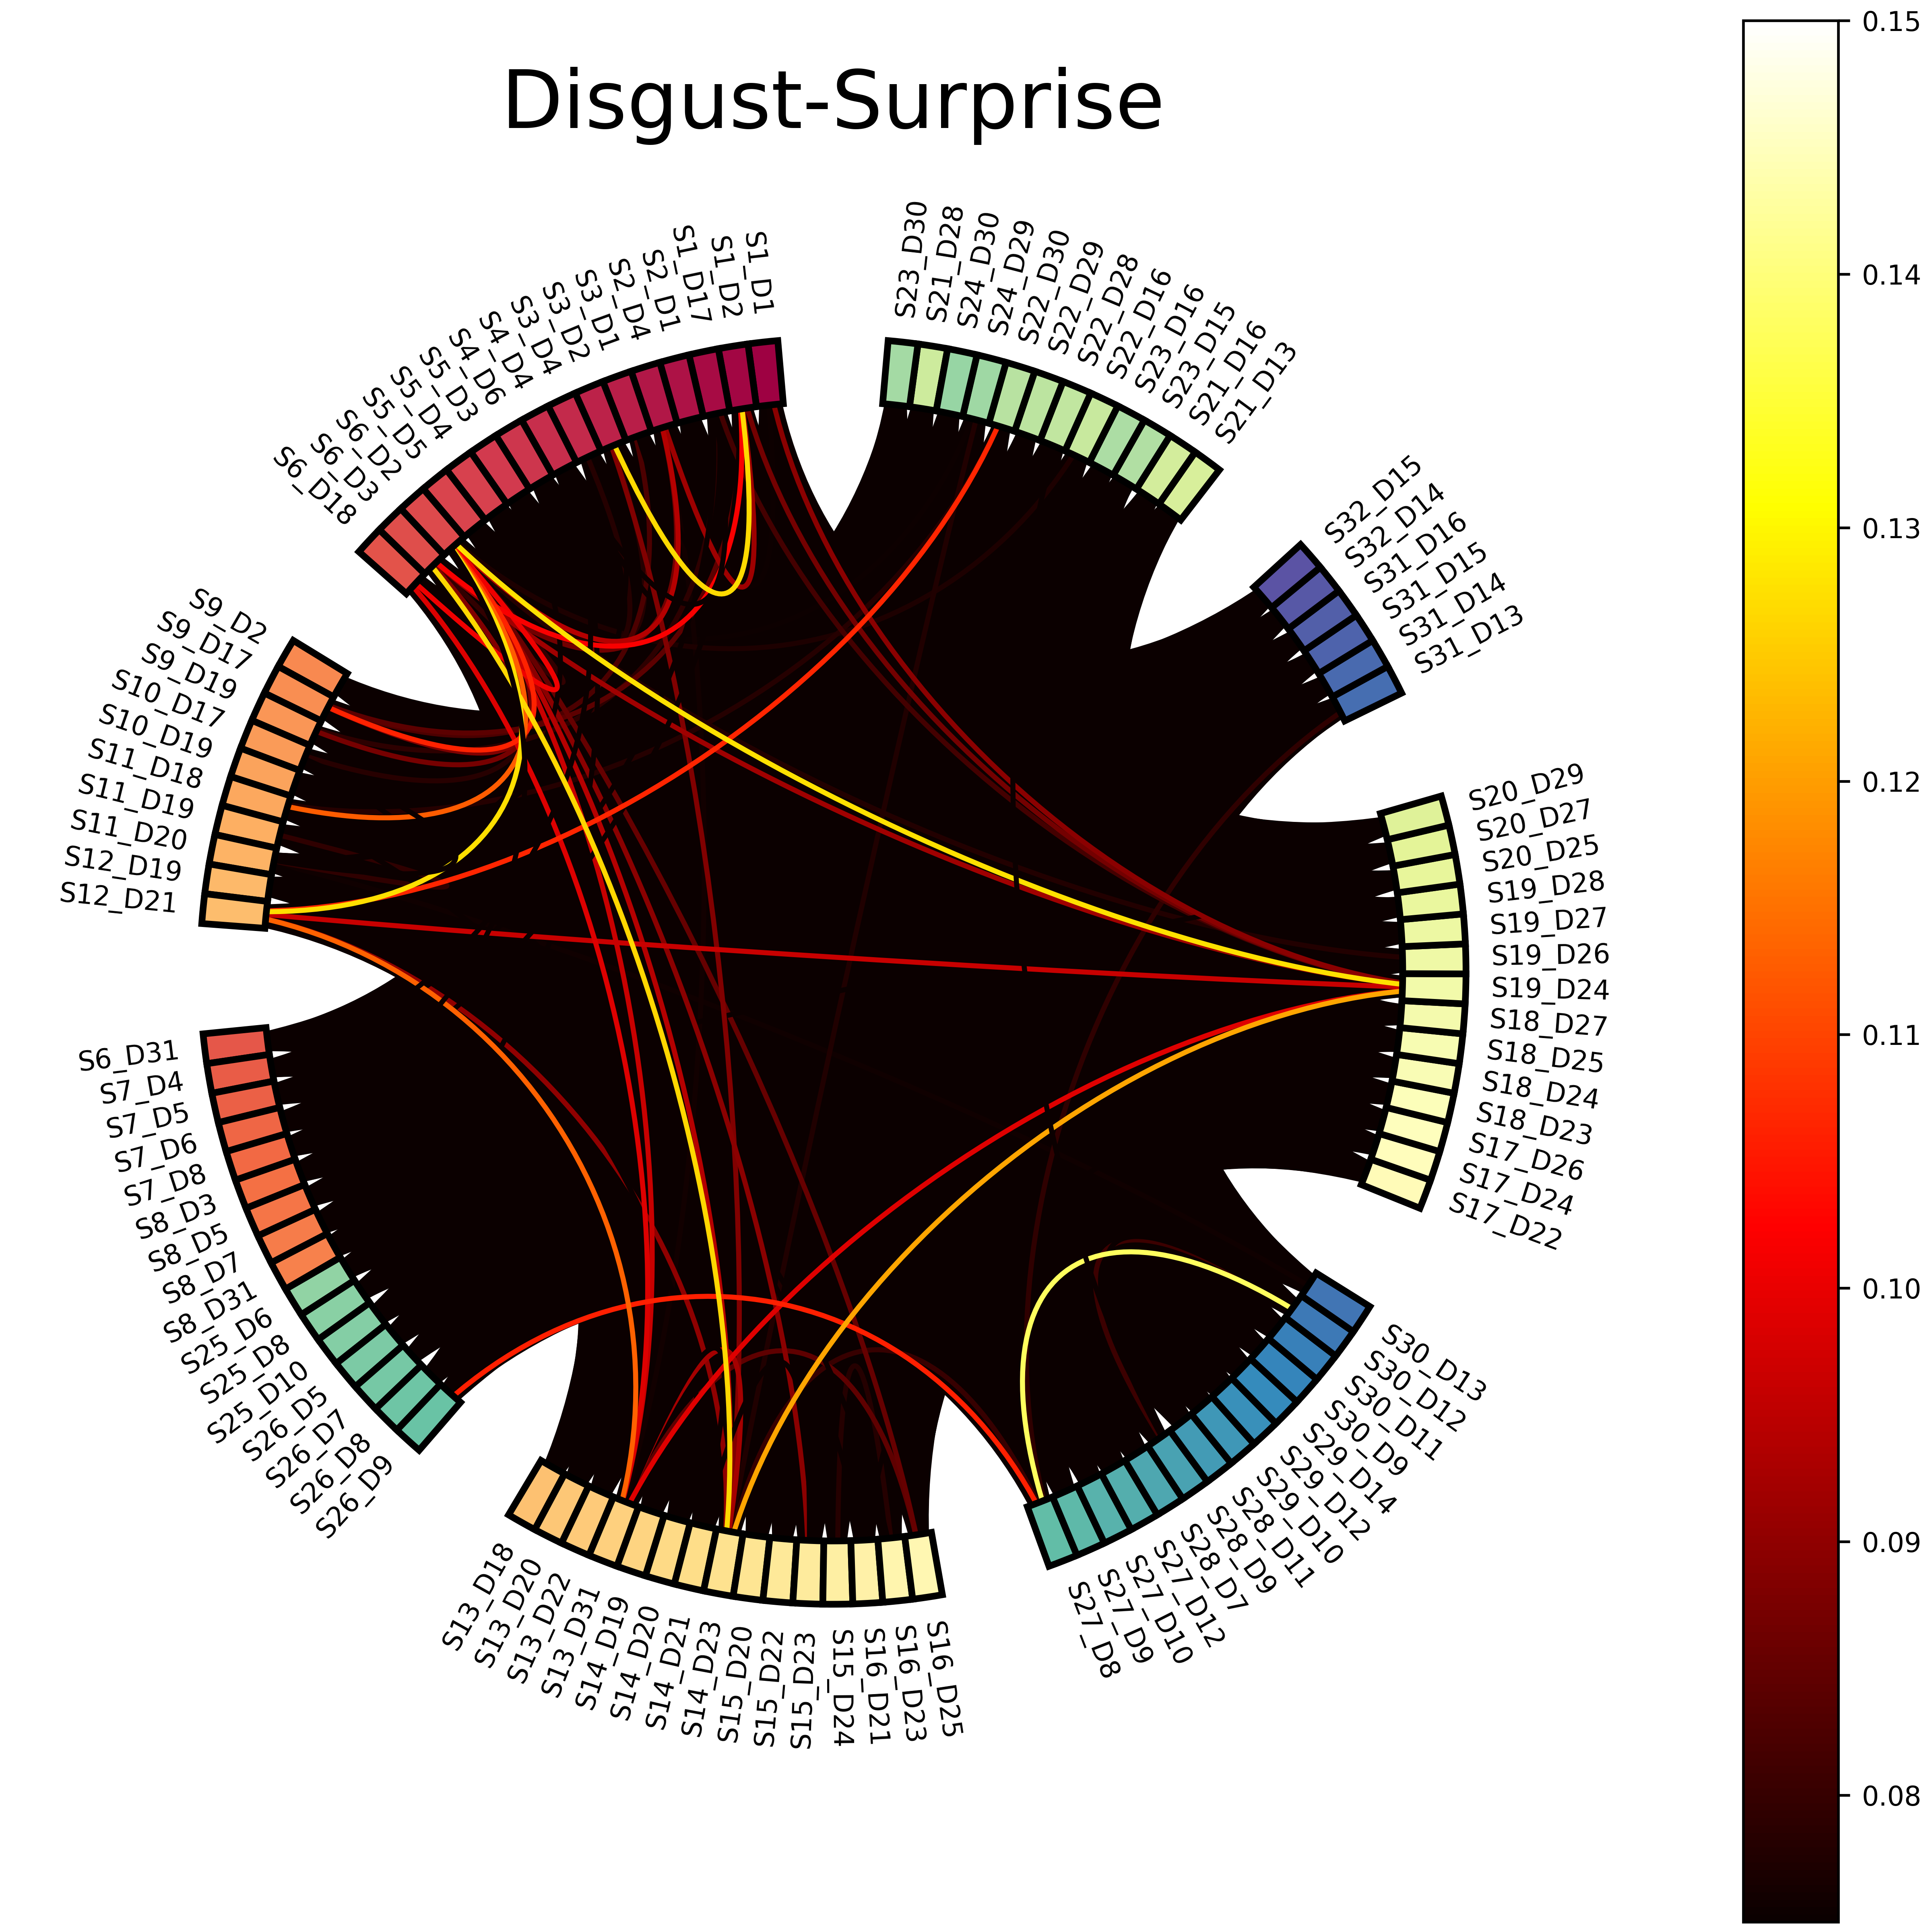 Disgust-Surprise
S1_D1
S1_D2
S1_D17
S2_D1
S2_D4
S3_D1
S3_D2
S3_D4
S4_D4
S4_D6
S5_D3
S5_D4
S5_D5
S6_D2
S6_D3
S6_D18
S9_D2
S9_D17
S9_D19
S10_D17
S10_D19
S11_D18
S11_D19
S11_D20
S12_D19
S12_D21
S6_D31
S7_D4
S7_D5
S7_D6
S7_D8
S8_D3
S8_D5
S8_D7
S8_D31
S25_D6
S25_D8
S25_D10
S26_D5
S26_D7
S26_D8
S26_D9
S13_D18
S13_D20
S13_D22
S13_D31
S14_D19
S14_D20
S14_D21
S14_D23
S15_D20
S15_D22
S15_D23
S15_D24
S16_D21
S16_D23
S16_D25
S27_D8
S27_D9
S27_D10
S27_D12
S28_D7
S28_D9
S28_D11
S29_D10
S29_D12
S29_D14
S30_D9
S30_D11
S30_D12
S30_D13
S17_D22
S17_D24
S17_D26
S18_D23
S18_D24
S18_D25
S18_D27
S19_D24
S19_D26
S19_D27
S19_D28
S20_D25
S20_D27
S20_D29
S31_D13
S31_D14
S31_D15
S31_D16
S32_D14
S32_D15
S21_D13
S21_D16
S23_D15
S23_D16
S22_D16
S22_D28
S22_D29
S22_D30
S24_D29
S24_D30
S21_D28
S23_D30
0.15
0.14
0.13
0.12
0.11
0.10
0.09
0.08